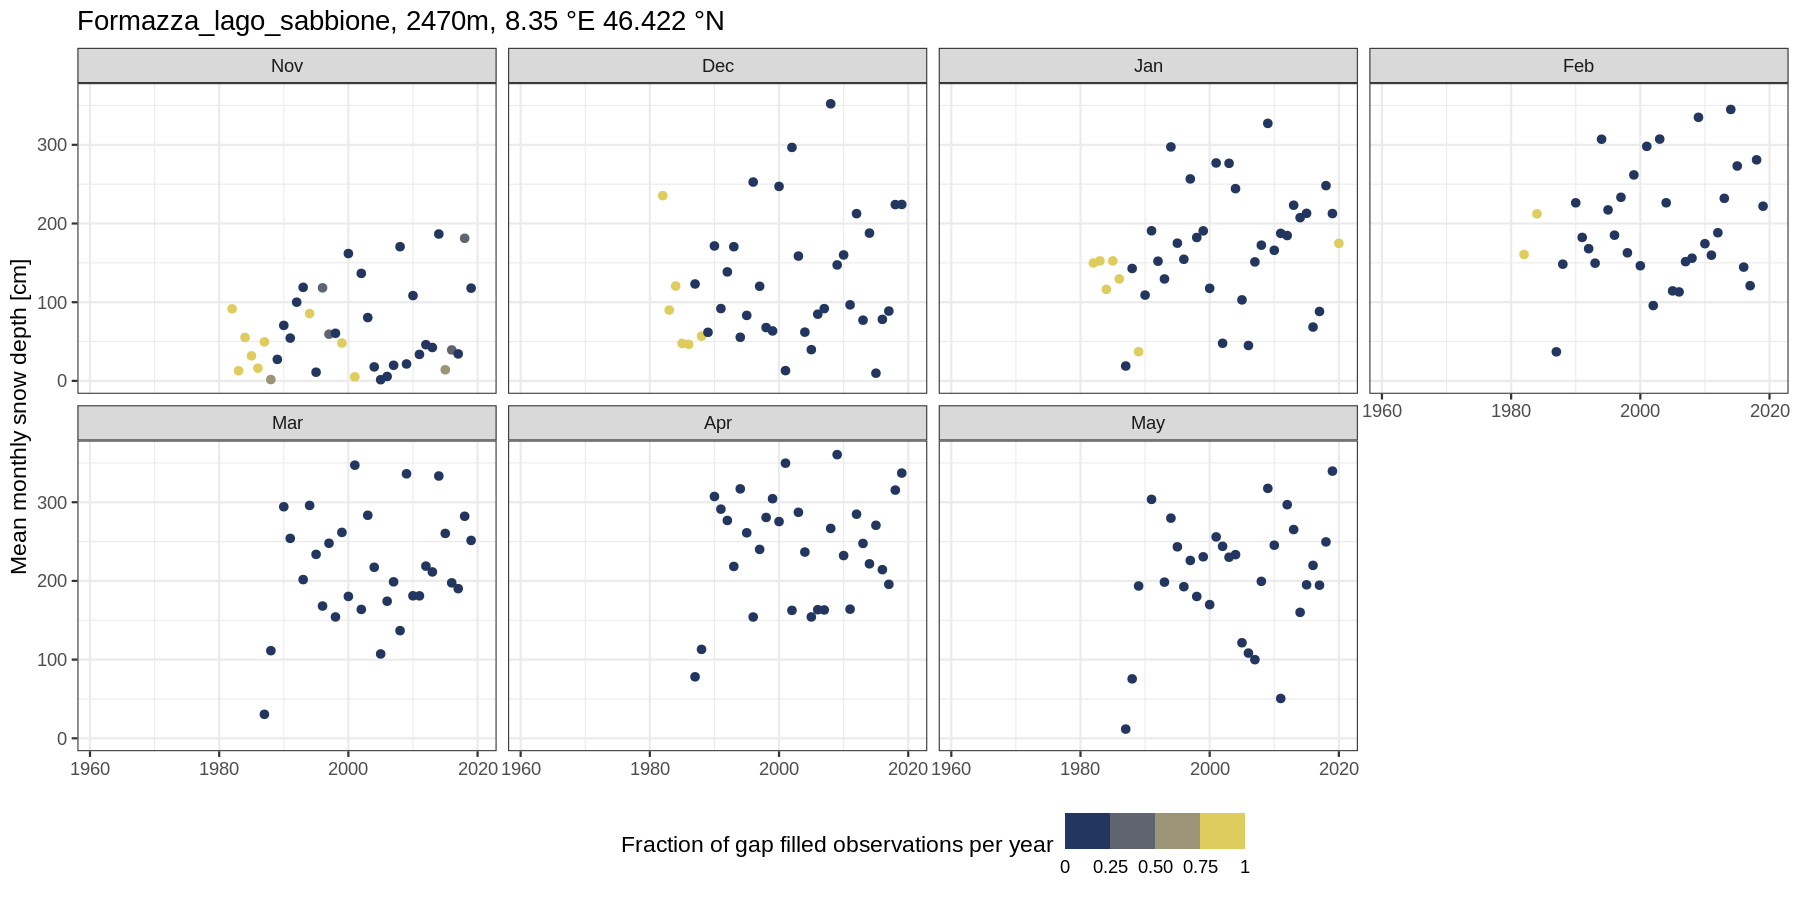 Formazza_lago_sabbione, 2470m, 8.35 °E 46.422 °N
Nov
Dec
Jan
Feb
300
200
100
0
1960
1980
2000
2020
Mar
Apr
May
300
200
100
0
1960
1980
2000
2020
1960
1980
2000
2020
1960
1980
2000
2020
Mean monthly snow depth [cm]
Fraction of gap filled observations per year
0
0.25
0.50
0.75
1